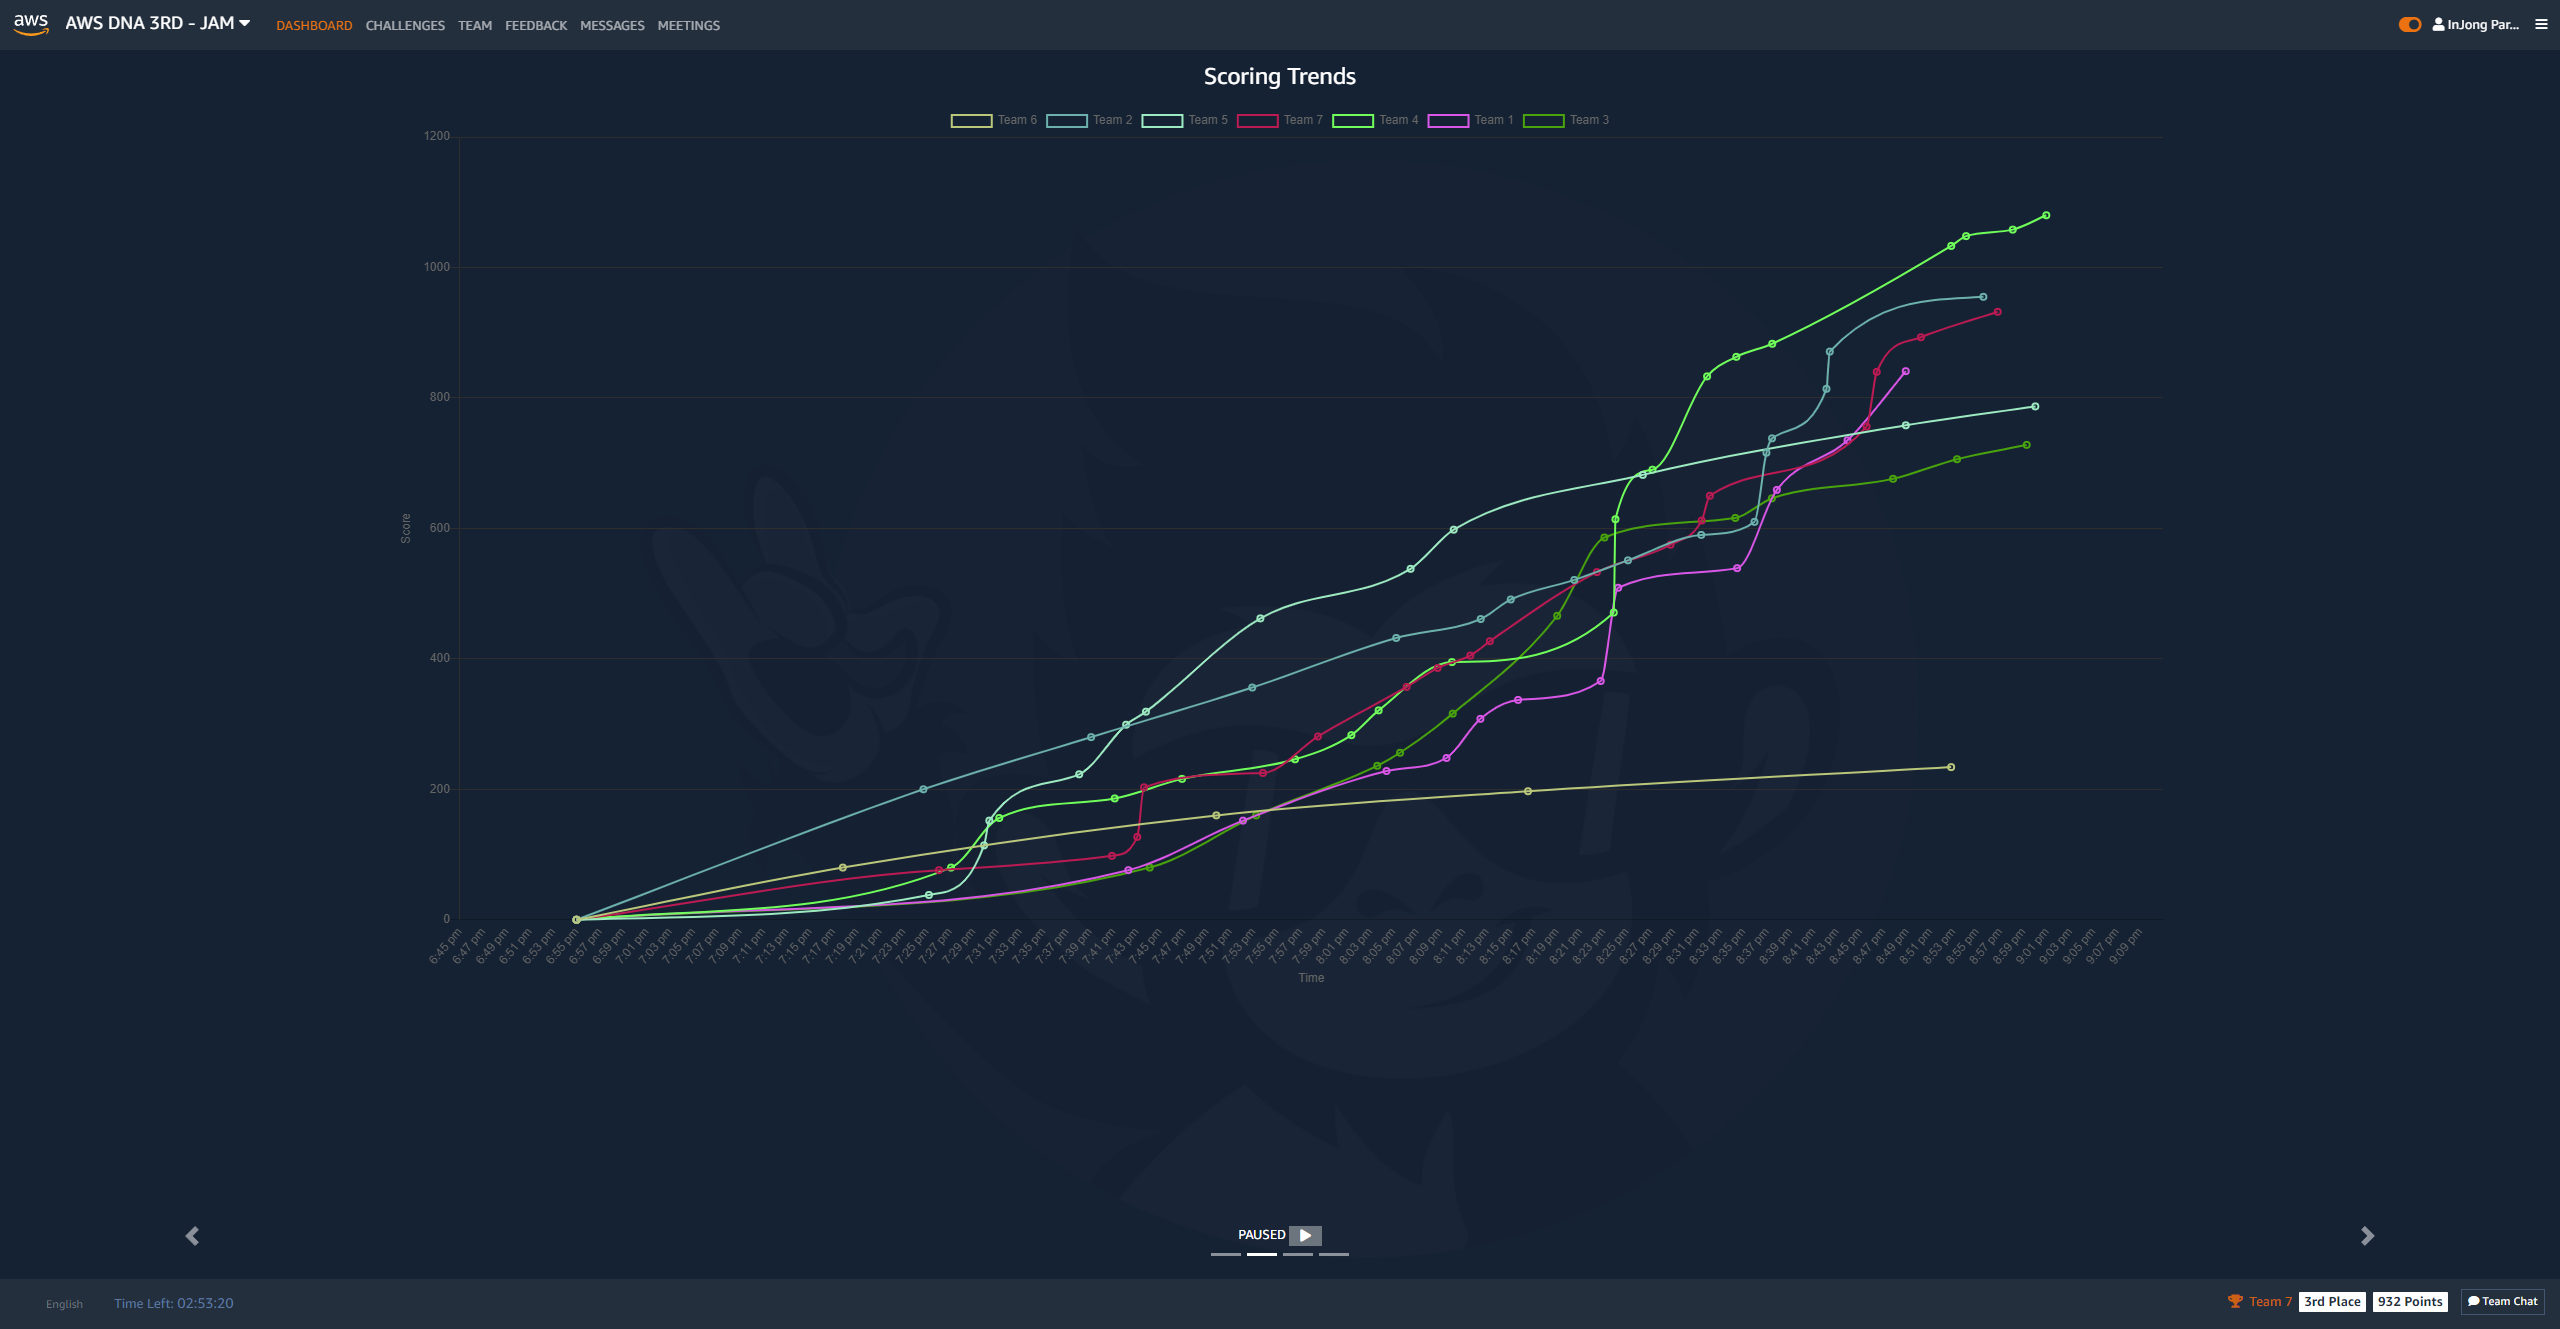 aws AWS DNA 3RD - JAM DASHBOARD CHALLENGES TEAM FEEDBACK MESSAGES MEETINGS InJong Par...
Scoring Trends
Team 6 Team 2 Team 5 Team 7 Team 4 Team 1 Team 3
1200
1000
800
600
400
200
0
Score
6:45 pm 6:47 pm 6:49 pm 6:51 pm 6:53 pm 6:55 pm 6:57 pm 6:59 pm 7:01 pm 7:03 pm 7:05 pm 7:07 pm 7:09 pm 7:11 pm 7:13 pm 7:15 pm 7:17 pm 7:19 pm 7:21 pm 7:23 pm 7:25 pm 7:27 pm 7:29 pm 7:31 pm 7:33 pm 7:35 pm 7:37 pm 7:39 pm 7:41 pm 7:43 pm 7:45 pm 7:47 pm 7:49 pm 7:51 pm 7:53 pm 7:55 pm 7:57 pm 7:59 pm 8:01 pm 8:03 pm 8:05 pm 8:07 pm 8:09 pm 8:11 pm 8:13 pm 8:15 pm 8:17 pm 8:19 pm 8:21 pm 8:23 pm 8:25 pm 8:27 pm 8:29 pm 8:31 pm 8:33 pm 8:35 pm 8:37 pm 8:39 pm 8:41 pm 8:43 pm 8:45 pm 8:47 pm 8:49 pm 8:51 pm 8:53 pm 8:55 pm 8:57 pm 8:59 pm 9:01 pm 9:03 pm 9:05 pm 9:07 pm 9:09 pm
Time
PAUSED
English Time Left: 02:53:20 Team 7 3rd Place 932 Points Team Chat